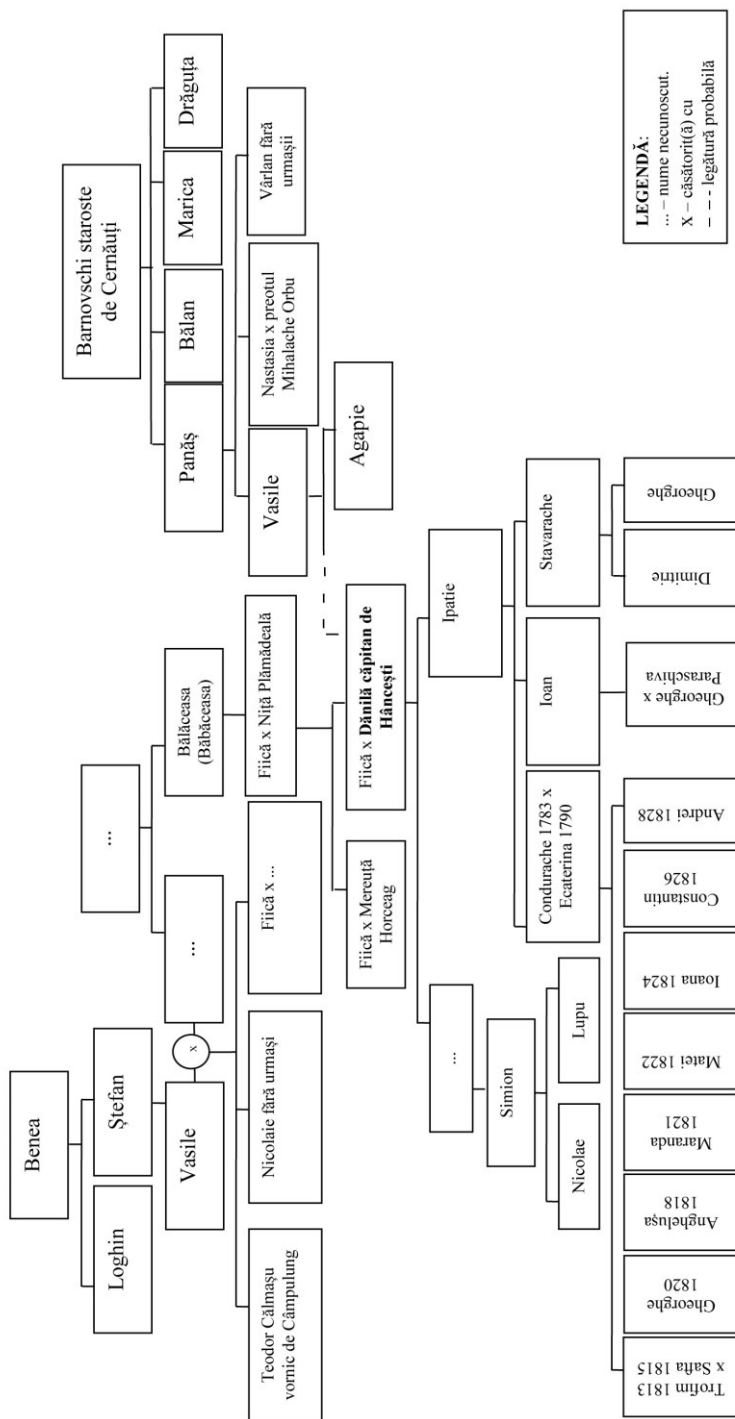 Benea
Loghin
Ștefan
Vasile
x
...
...
Bălăceasa
(Băbăceasa)
Teodor Călmașu
vornic de Câmpulung
Nicolaie fără urmași
Fiică x ...
Fiică x Niță Plămădeală
Fiică x Mereuță
Horceag
Fiică x Dănilă căpitan de
Hâncești
Barnovschi staroste
de Cernăuți
Panăș
Bălan
Marica
Drăguța
Vasile
Nastasia x preotul
Mihalache Orbu
Vârlan fără
urmașii
Agapie
...
Ipatie
Simion
Nicolae
Lupu
Condurache 1783 x
Ecaterina 1790
Ioan
Stavarache
Trofim 1813
x Safta 1815
Gheorghe
1820
Anghelușa
1818
Maranda
1821
Matei 1822
Ioana 1824
Constantin
1826
Andrei 1828
Gheorghe x
Paraschiva
Dimitrie
Gheorghe
LEGENDĂ:
... – nume necunoscut.
X – căsătorit(ă) cu
– – - legătură probabilă